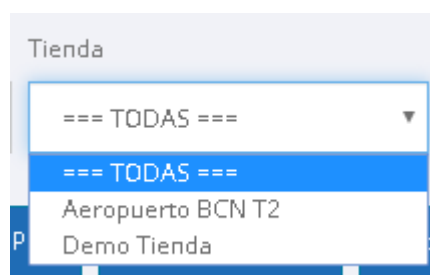 Tienda
=== TODAS ===
=== TODAS ===
Aeropuerto BCN T2
Demo Tienda
P